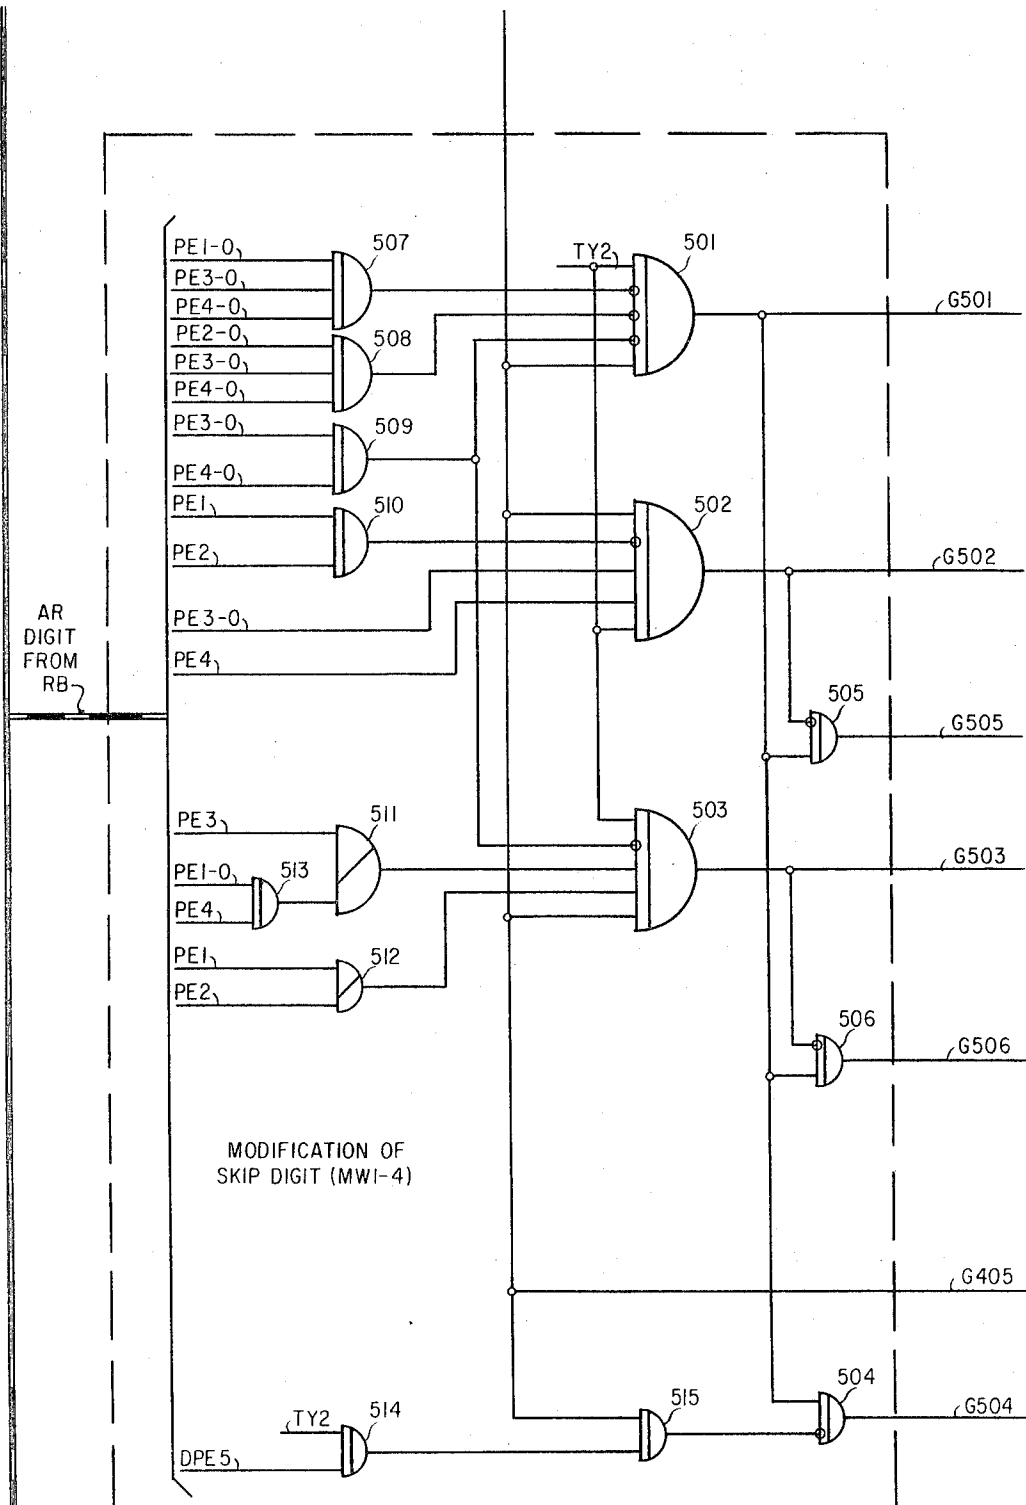 PE1-0
507
TY2
501
PE3-0
PE4-0
G501
PE2-0
508
PE3-0
PE4-0
PE3-0
509
PE4-0
PE1
510
502
PE2
G502
AR
DIGIT
FROM
RB
PE3-0
PE4
505
G505
PE3
511
503
PE1-0
513
G503
PE4
PE1
512
PE2
506
G506
MODIFICATION OF
SKIP DIGIT (MW1-4)
G405
504
TY2
514
515
G504
DPE5